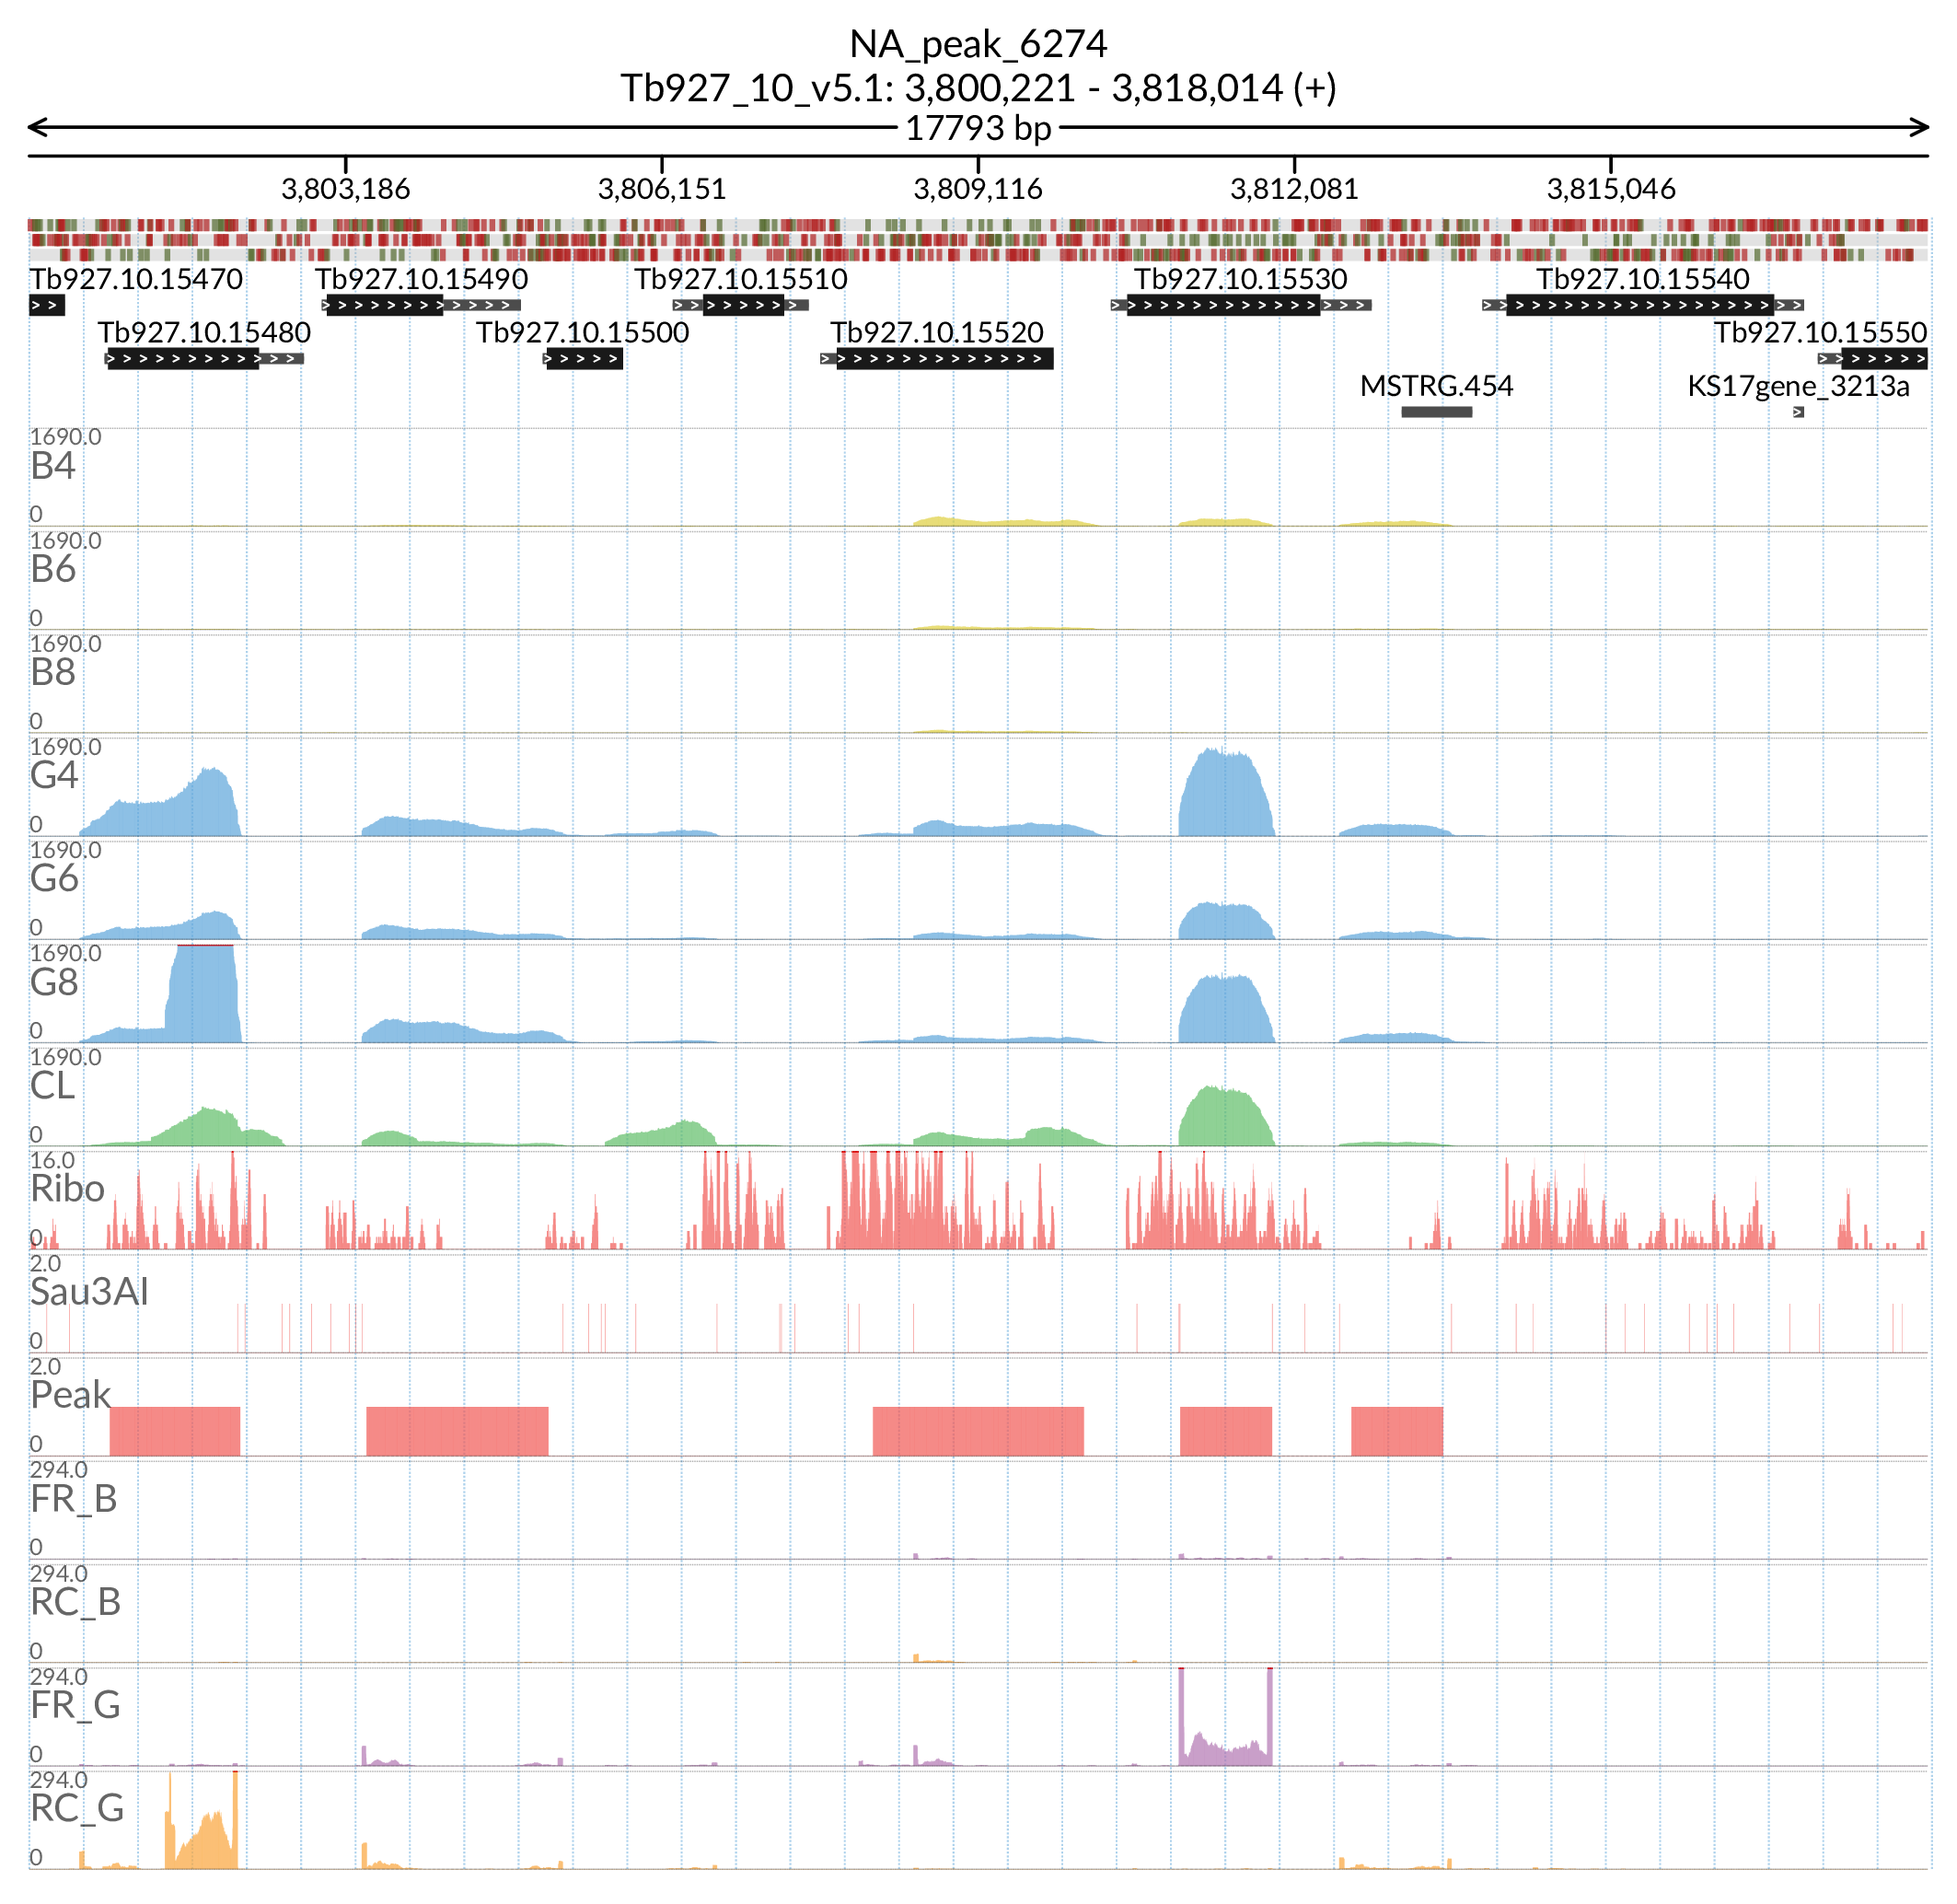 NA_peak_6274
Tb927_10_v5.1: 3,800,221 - 3,818,014 (+)
17793 bp
3,803,186 3,806,151 3,809,116 3,812,081 3,815,046
Tb927.10.15470 Tb927.10.15490 Tb927.10.15510 Tb927.10.15530 Tb927.10.15540
Tb927.10.15480 Tb927.10.15500 Tb927.10.15520 Tb927.10.15550
MSTRG.454 KS17gene_3213a
1690.0
B4
0
1690.0
B6
0
1690.0
B8
0
1690.0
G4
0
1690.0
G6
0
1690.0
G8
0
1690.0
CL
0
16.0
Ribo
0
2.0
Sau3AI
0
2.0
Peak
0
294.0
FR_B
0
294.0
RC_B
0
294.0
FR_G
0
294.0
RC_G
0